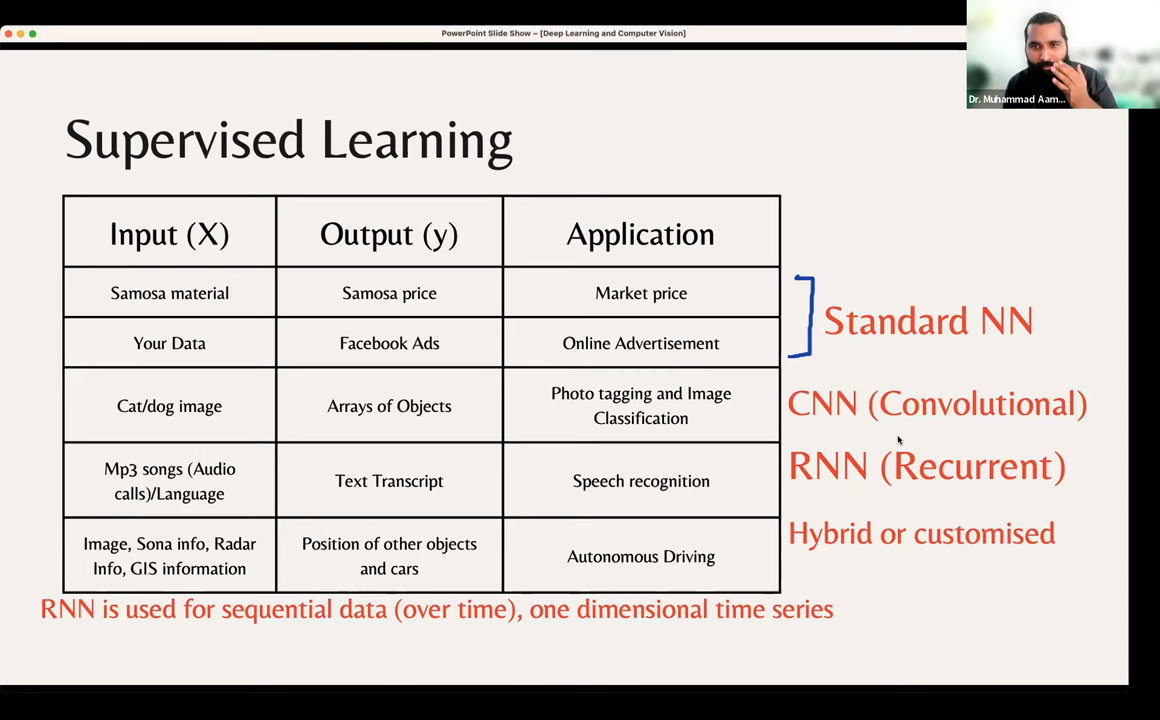 PowerPoint Slide Show – [Deep Learning and Computer Vision]
Dr. Muhammad Aam...
Supervised Learning
Input (X) Output (y) Application
Samosa material Samosa price Market price
Your Data Facebook Ads Online Advertisement
Standard NN
Cat/dog image Arrays of Objects Photo tagging and Image
Classification
CNN (Convolutional)
Mp3 songs (Audio
calls)/Language Text Transcript Speech recognition
RNN (Recurrent)
Image, Sona info, Radar
Info, GIS information Position of other objects
and cars Autonomous Driving
Hybrid or customised
RNN is used for sequential data (over time), one dimensional time series